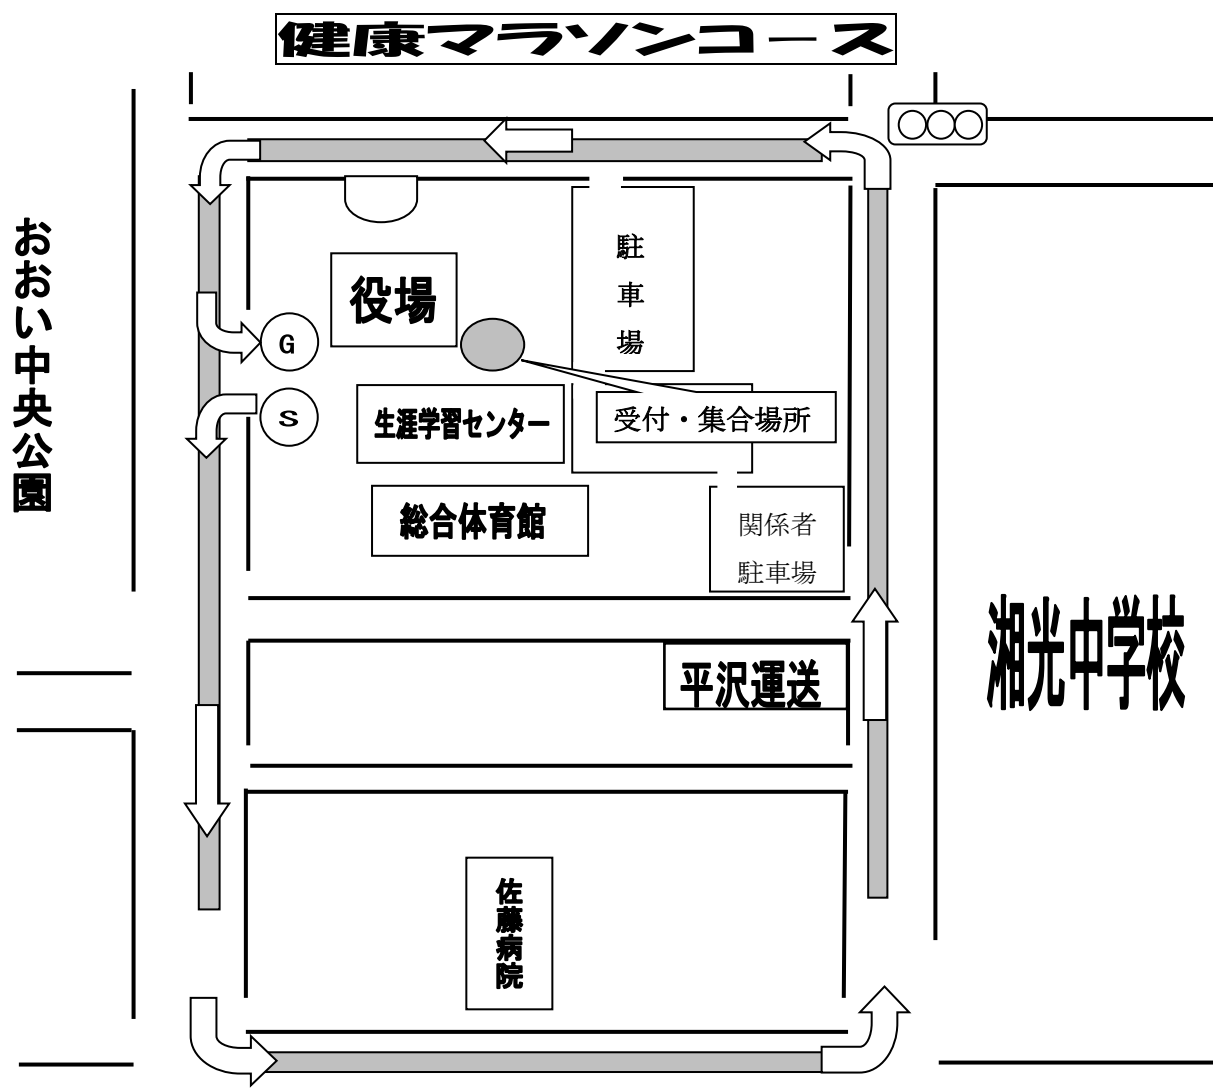 健康マラソンコース
おおい中央公園
役場
駐車場
G
S
受付・集合場所
生涯学習センター
総合体育館
関係者
駐車場
湘光中学校
平沢運送
佐藤病院